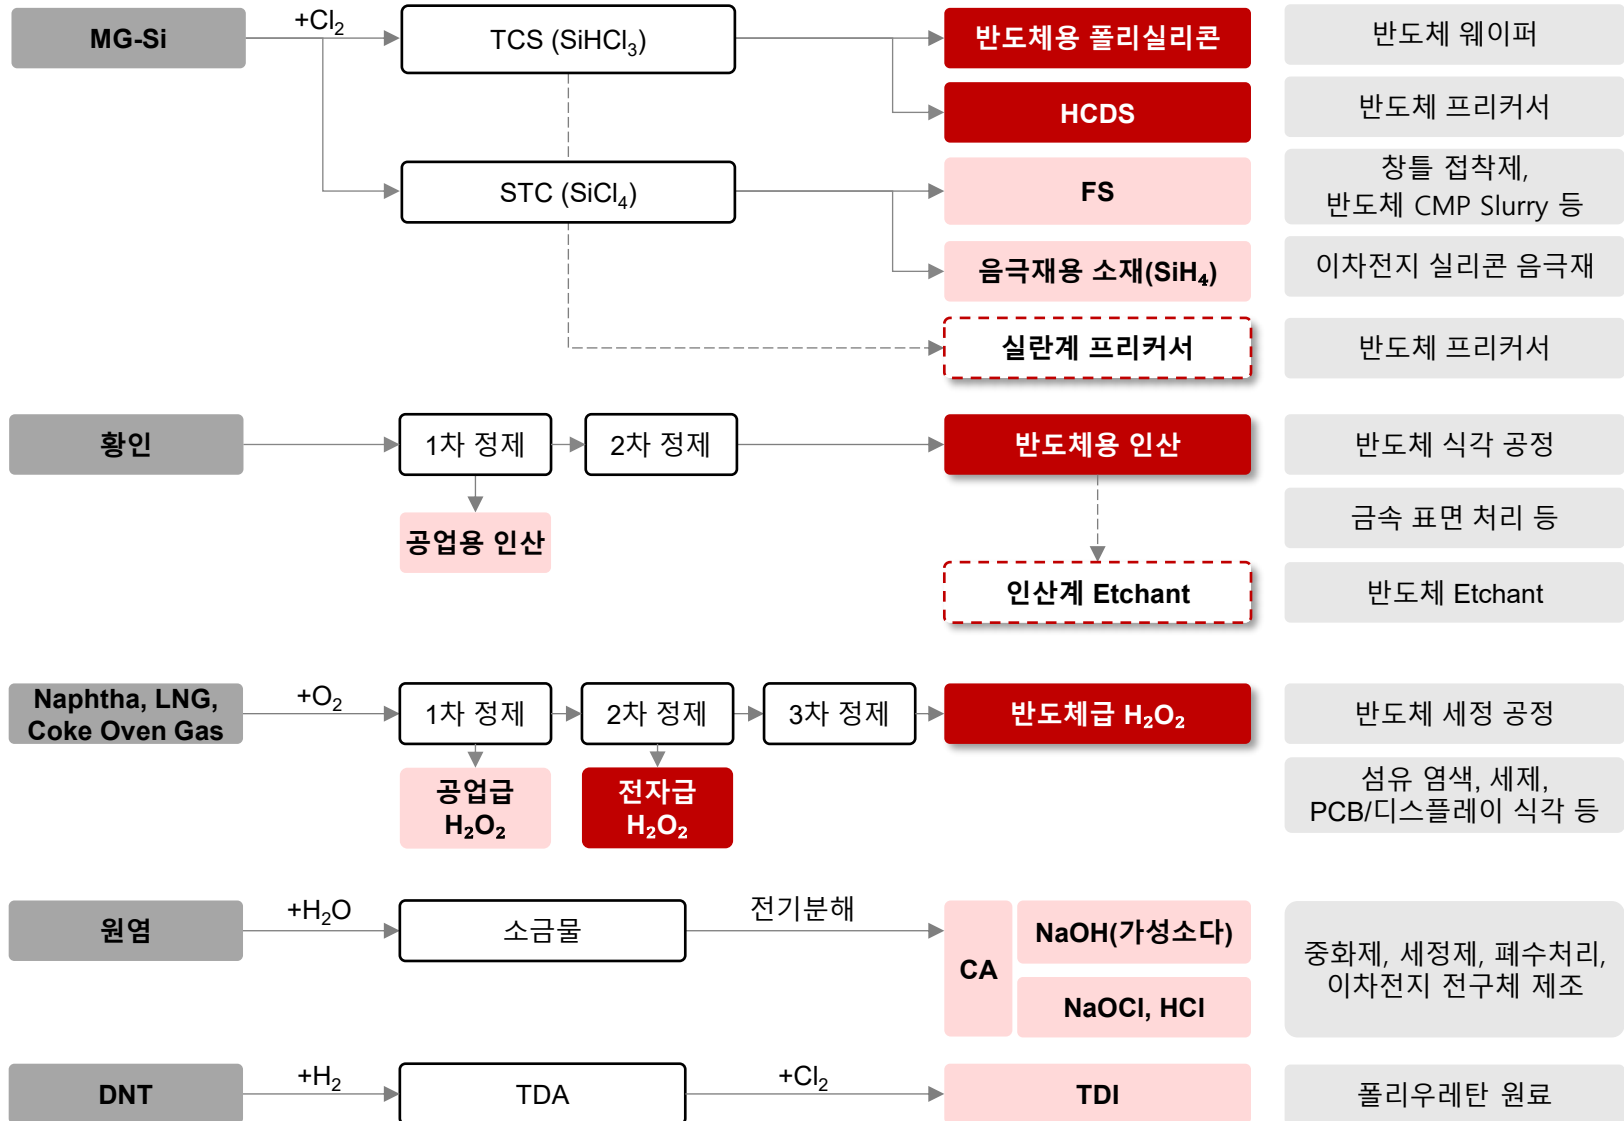 MG-Si
+Cl₂
TCS (SiHCl₃)
반도체용 폴리실리콘
반도체 웨이퍼
HCDS
반도체 프리커서
STC (SiCl₄)
FS
창틀 접착제,
반도체 CMP Slurry 등
음극재용 소재(SiH₄)
이차전지 실리콘 음극재
실란계 프리커서
반도체 프리커서
황인
1차 정제
2차 정제
반도체용 인산
반도체 식각 공정
공업용 인산
금속 표면 처리 등
인산계 Etchant
반도체 Etchant
Naphtha, LNG,
Coke Oven Gas
+O₂
1차 정제
2차 정제
3차 정제
반도체급 H₂O₂
반도체 세정 공정
공업급
H₂O₂
전자급
H₂O₂
섬유 염색, 세제,
PCB/디스플레이 식각 등
원염
+H₂O
소금물
전기분해
CA
NaOH(가성소다)
NaOCl, HCl
중화제, 세정제, 폐수처리,
이차전지 전구체 제조
DNT
+H₂
TDA
+Cl₂
TDI
폴리우레탄 원료